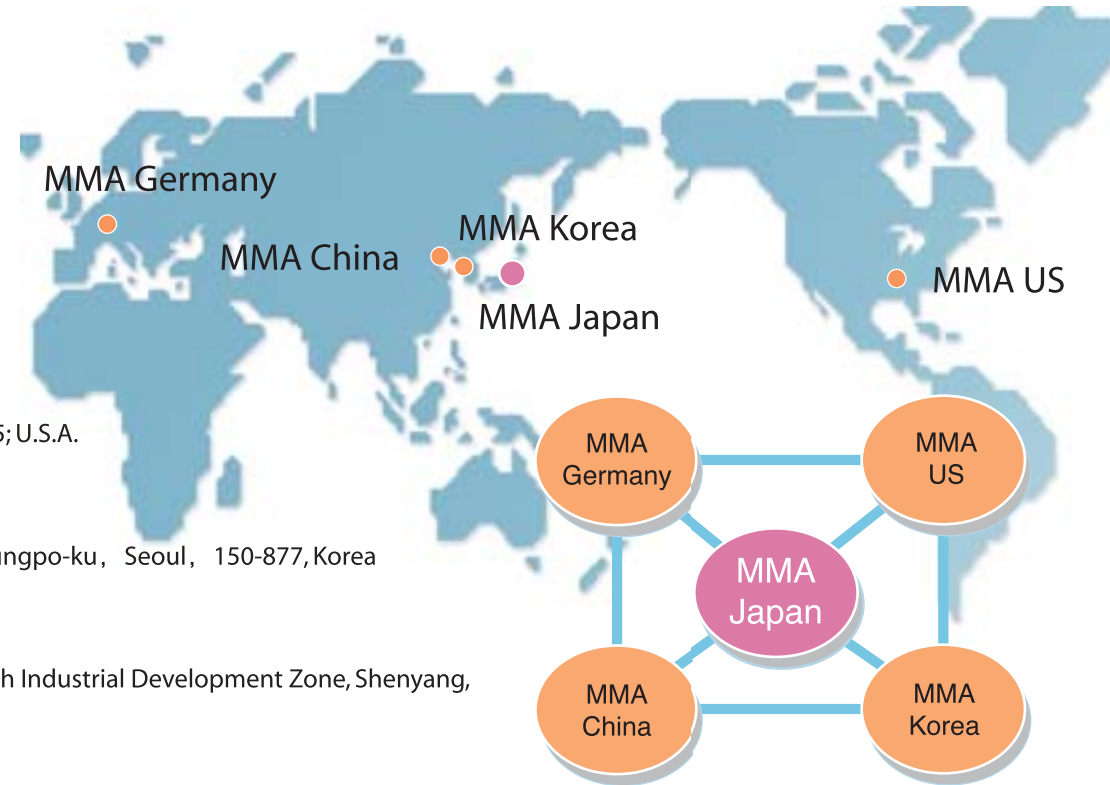 MMA Germany
MMA Korea
MMA China
MMA US
MMA Japan
; U.S.A.
MMA
Germany
MMA
US
ngpo-ku, Seoul, 150-877, Korea
MMA
Japan
h Industrial Development Zone, Shenyang,
MMA
China
MMA
Korea